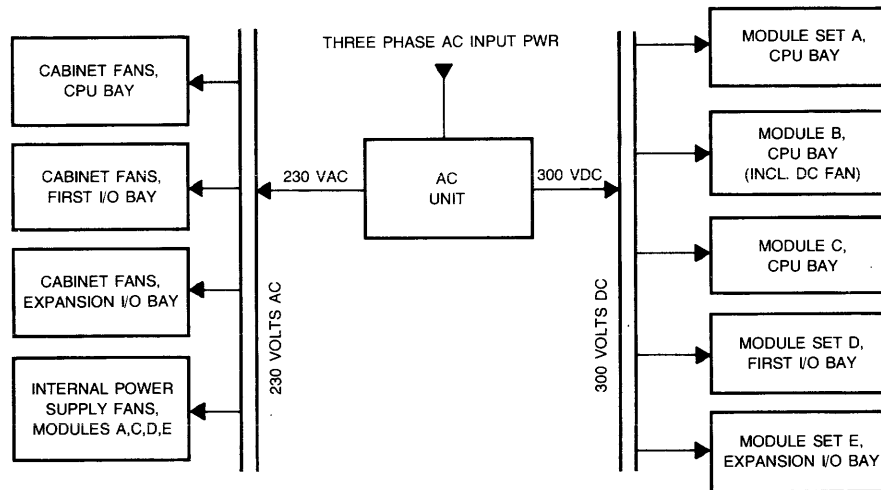 THREE PHASE AC INPUT PWR
CABINET FANS,
CPU BAY
CABINET FANS,
FIRST I/O BAY
CABINET FANS,
EXPANSION I/O BAY
INTERNAL POWER
SUPPLY FANS,
MODULES A,C,D,E
230 VAC
230 VOLTS AC
AC
UNIT
300 VDC
300 VOLTS DC
MODULE SET A,
CPU BAY
MODULE B,
CPU BAY
(INCL. DC FAN)
MODULE C,
CPU BAY
MODULE SET D,
FIRST I/O BAY
MODULE SET E,
EXPANSION I/O BAY